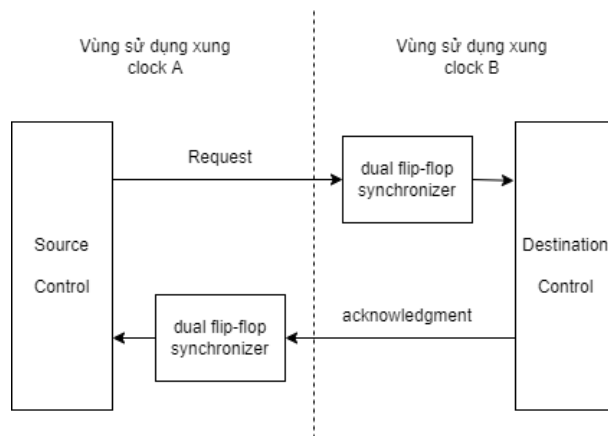 Vùng sử dụng xung
clock A
Vùng sử dụng xung
clock B
Request
dual flip-flop
synchronizer
Source
Control
Destination
Control
acknowledgment
dual flip-flop
synchronizer